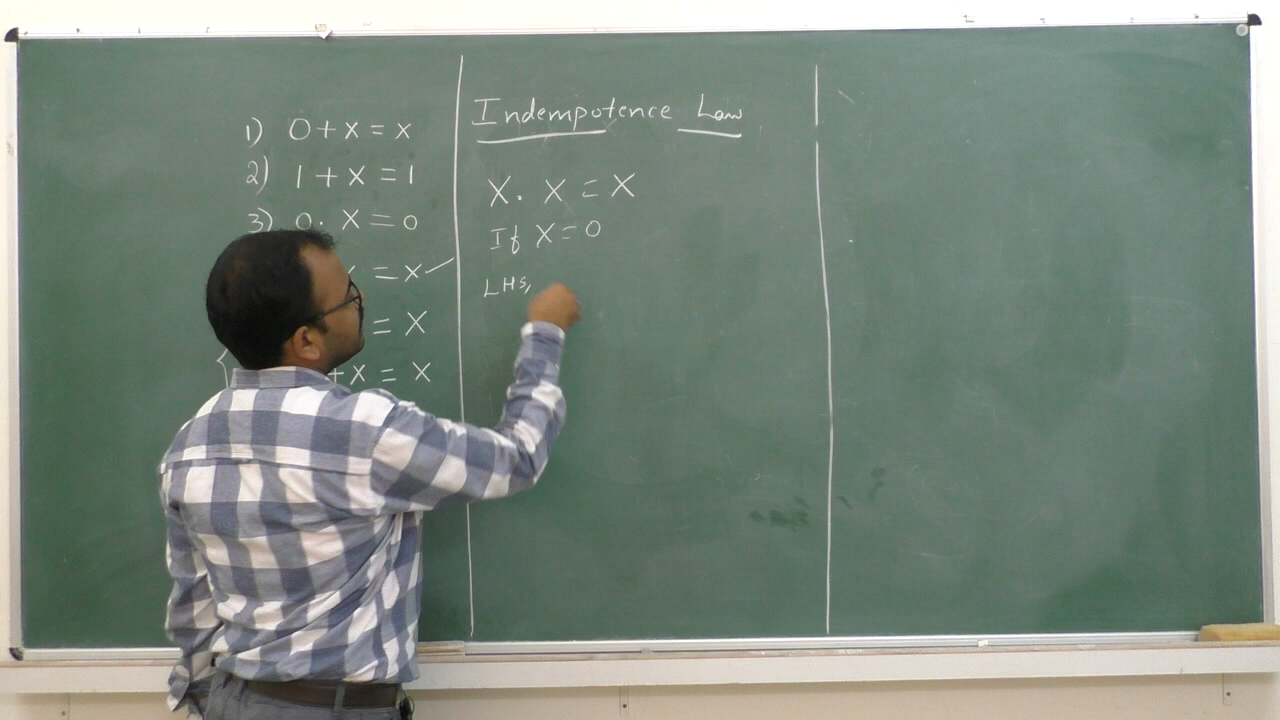 1) 0+x=x
2) 1+x=1
3) 0.x=0
=x✓
=X
+x=X
Indempotence Law
X.X=X
If X=0
LHS,